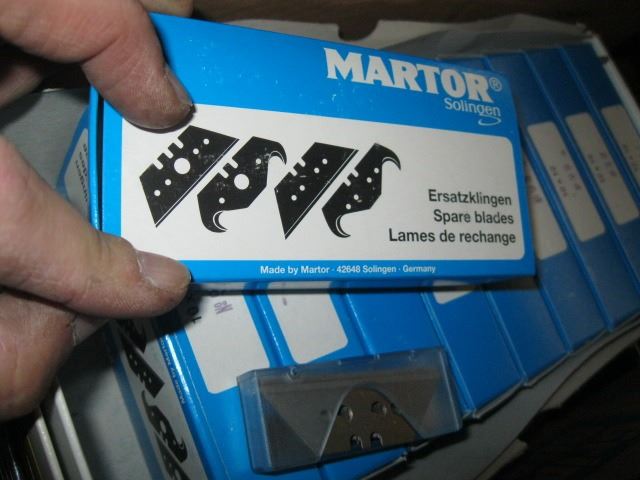 MARTOR®
Solingen
Ersatzklingen
Spare blades
Lames de rechange
Made by Martor · 42648 Solingen · Germany